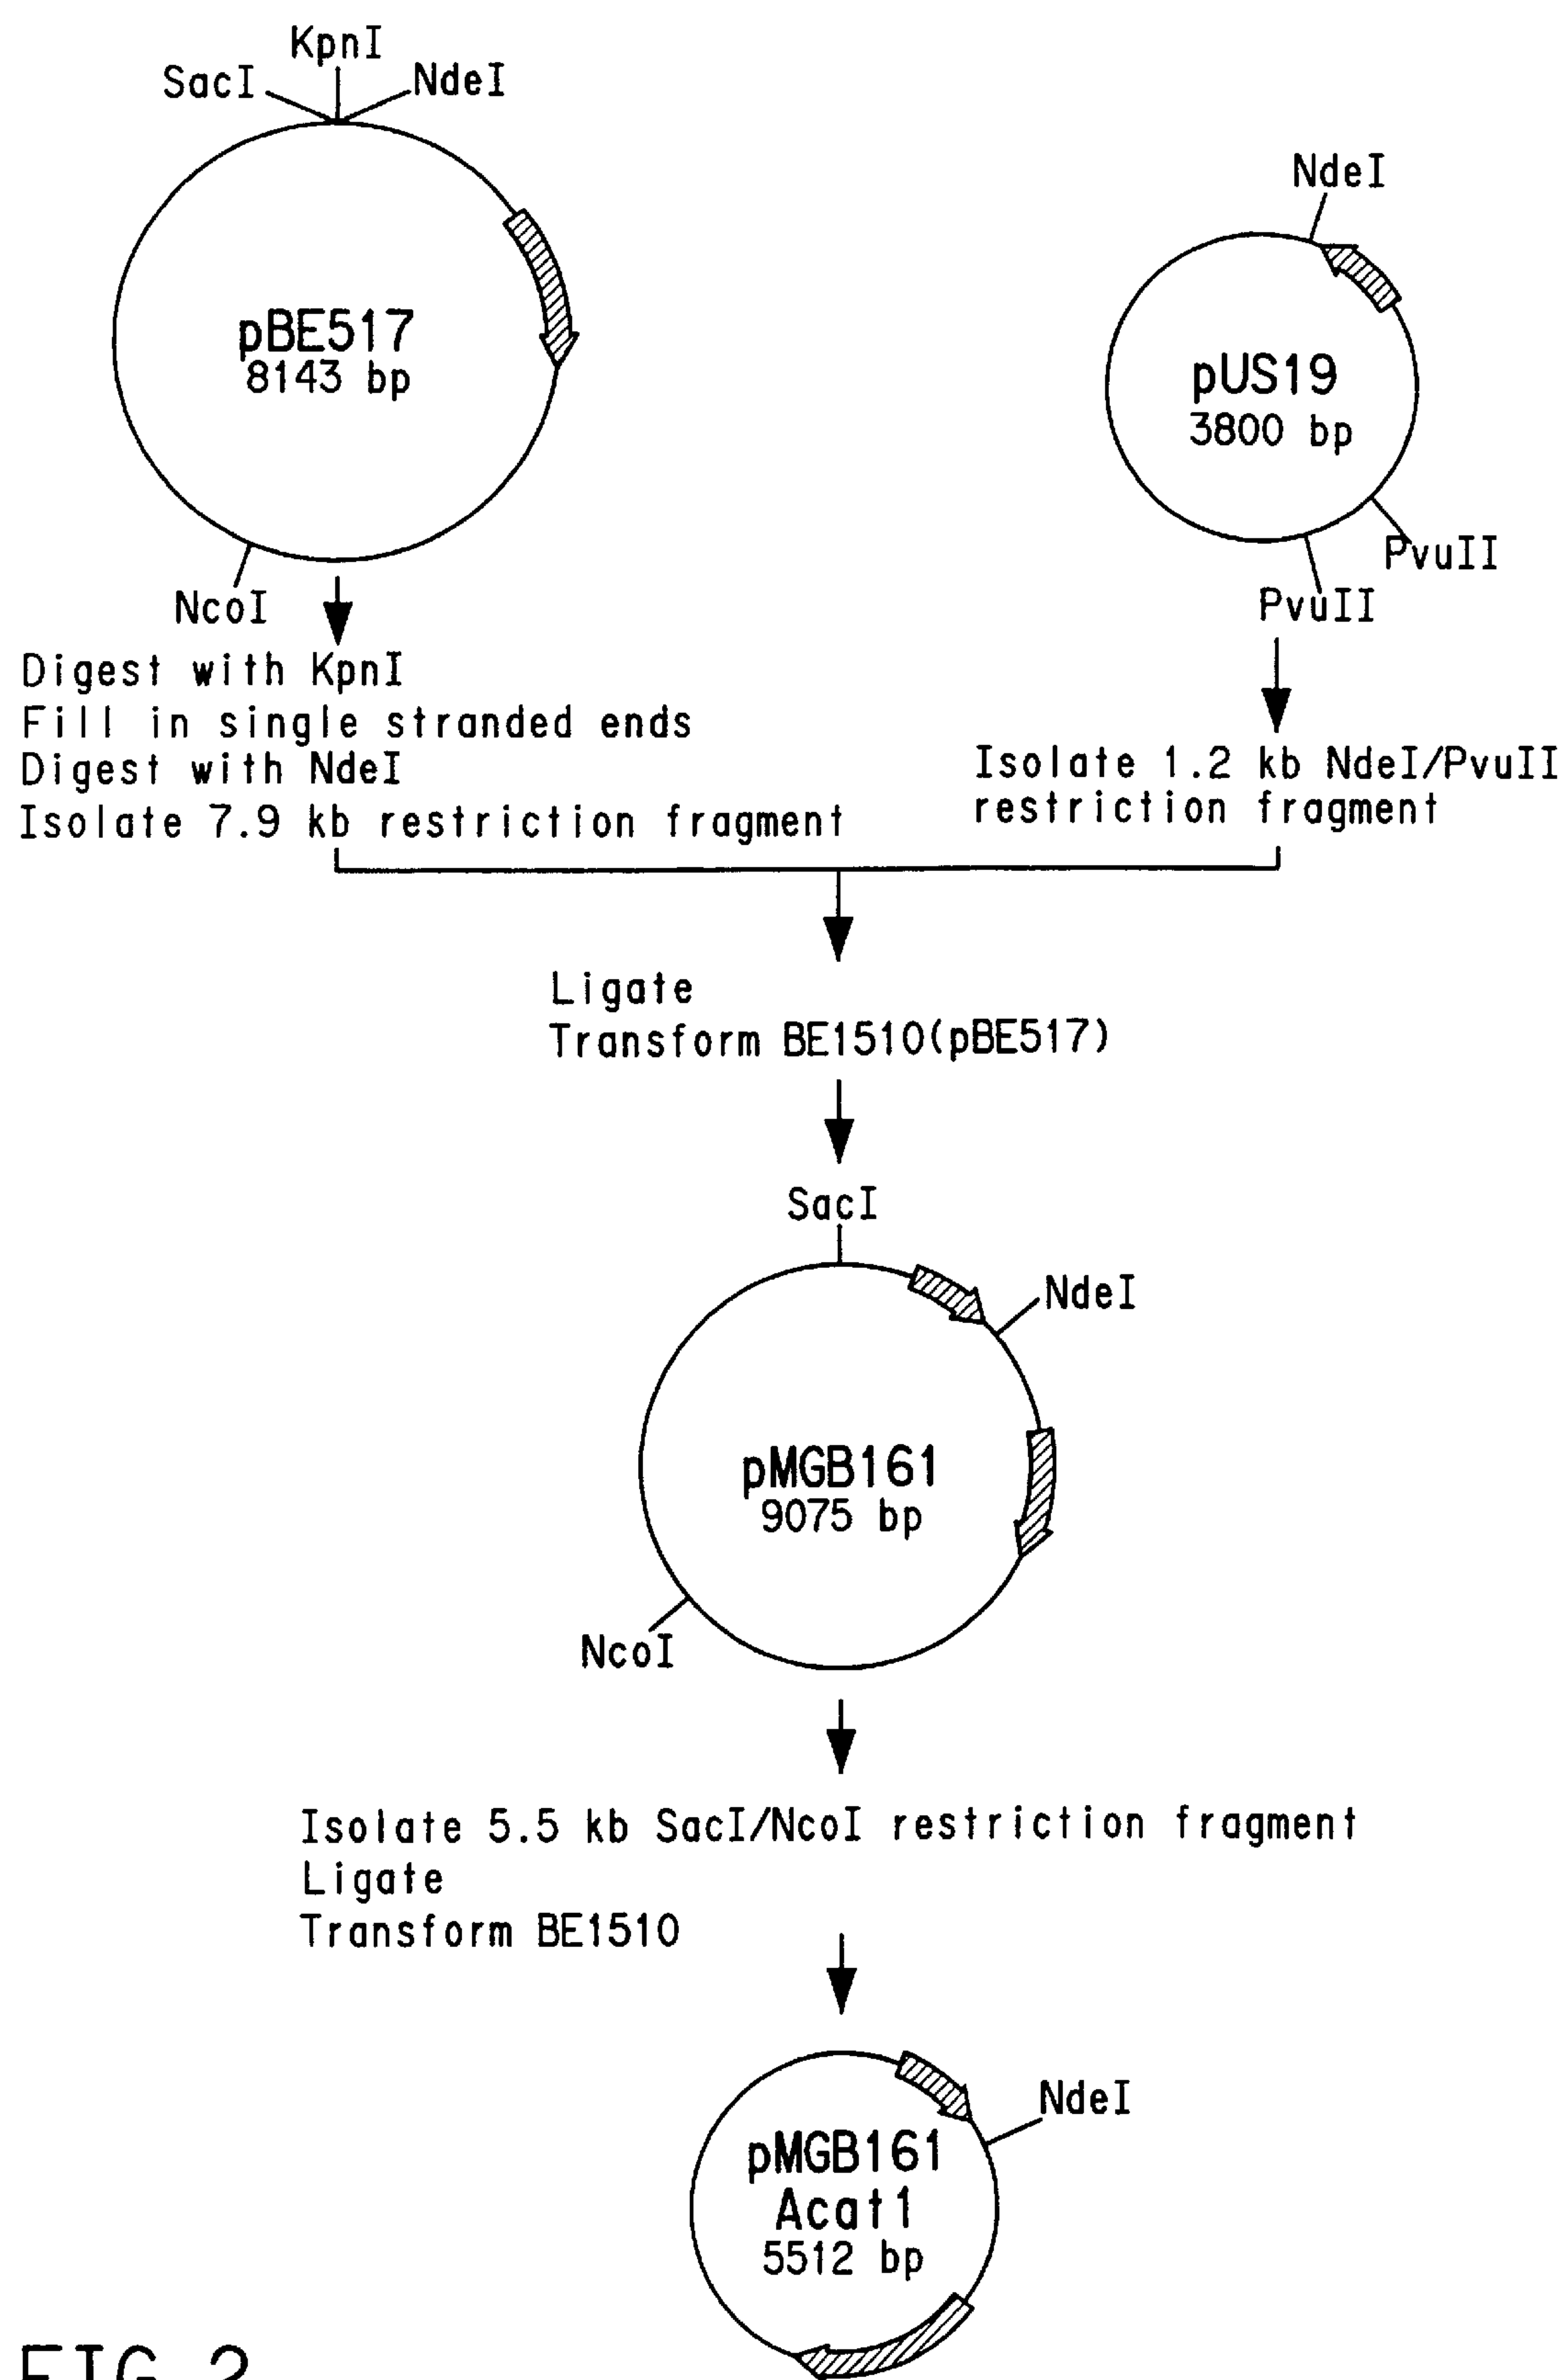 KpnI
SacI
NdeI
pBE517
8143 bp
NcoI
NdeI
pUS19
3800 bp
PvuII
PvuII
Digest with KpnI
Fill in single stranded ends
Digest with NdeI
Isolate 7.9 kb restriction fragment
Isolate 1.2 kb NdeI/PvuII
restriction fragment
Ligate
Transform BE1510(pBE517)
SacI
NdeI
pMGB161
9075 bp
NcoI
Isolate 5.5 kb SacI/NcoI restriction fragment
Ligate
Transform BE1510
NdeI
pMGB161
Acat1
5512 bp
FIG.2